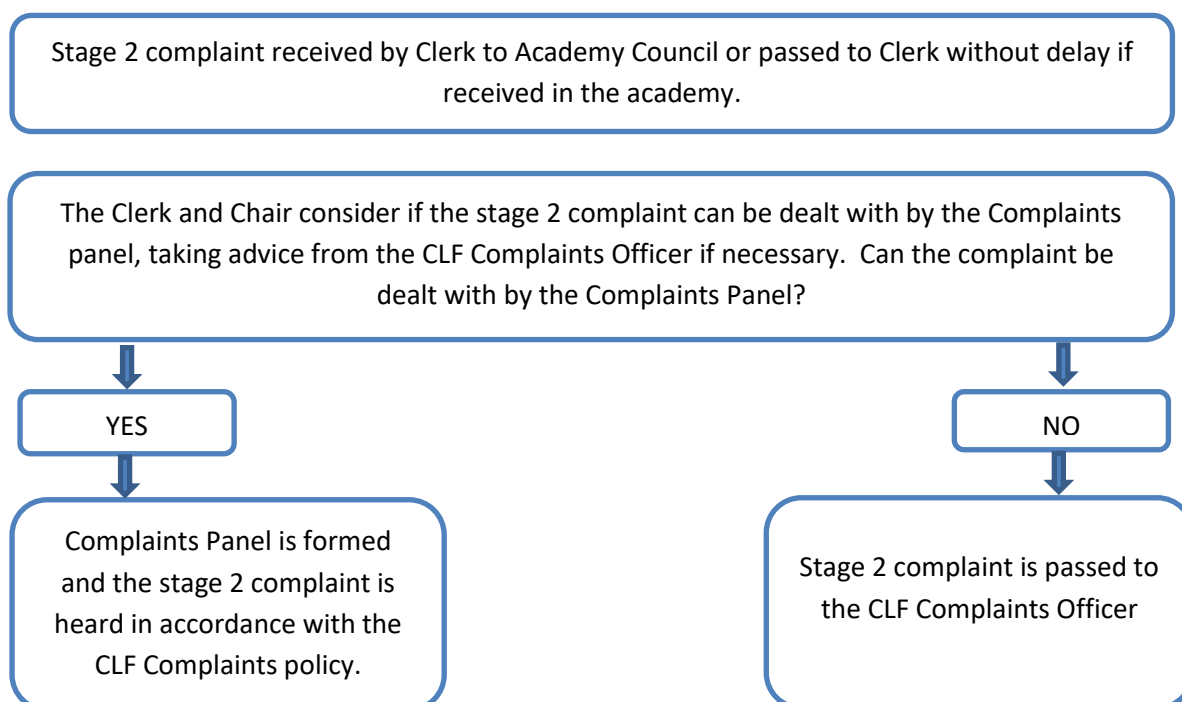 Stage 2 complaint received by Clerk to Academy Council or passed to Clerk without delay if
received in the academy.
The Clerk and Chair consider if the stage 2 complaint can be dealt with by the Complaints
panel, taking advice from the CLF Complaints Officer if necessary.  Can the complaint be
dealt with by the Complaints Panel?
YES
NO
Complaints Panel is formed
and the stage 2 complaint is
heard in accordance with the
CLF Complaints policy.
Stage 2 complaint is passed to
the CLF Complaints Officer